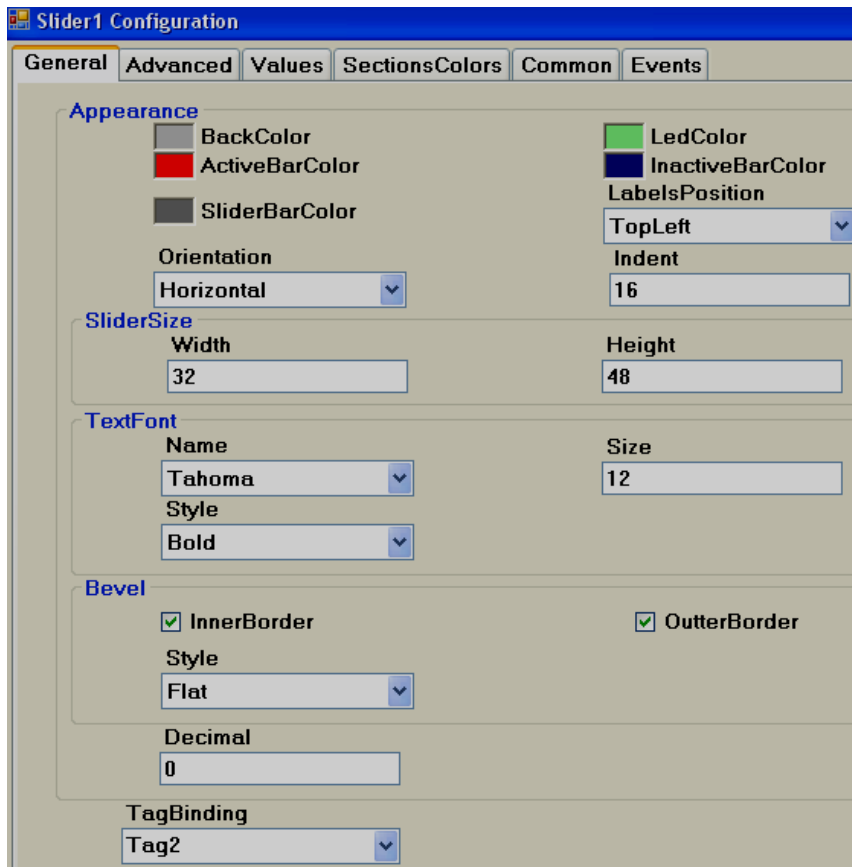 Slider1 Configuration
General Advanced Values SectionsColors Common Events
Appearance
BackColor LedColor
ActiveBarColor InactiveBarColor
LabelsPosition
SliderBarColor
TopLeft
Orientation Indent
Horizontal 16
SliderSize
Width Height
32 48
TextFont
Name Size
Tahoma 12
Style
Bold
Bevel
InnerBorder OutterBorder
Style
Flat
Decimal
0
TagBinding
Tag2